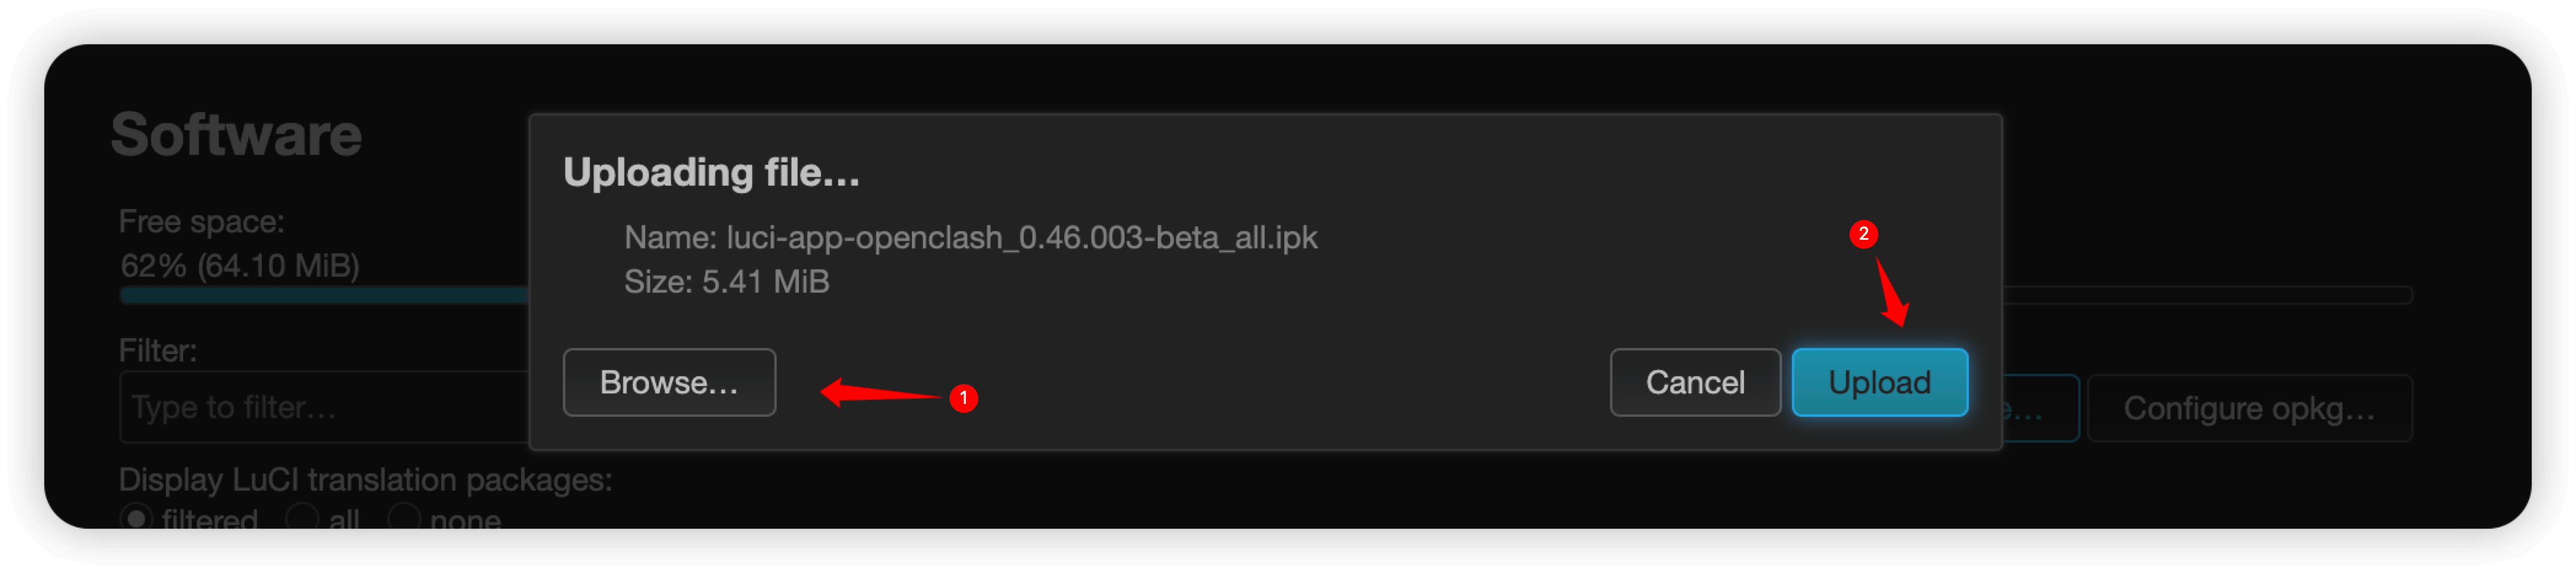 Software
Uploading file...
Free space:
Name: luci-app-openclash_0.46.003-beta_all.ipk
62% (64.10 MiB)
Size: 5.41 MiB
2
Filter:
Type to filter…
Browse…
1
Cancel
Upload
e…
Configure opkg…
Display LuCI translation packages:
filtered all none